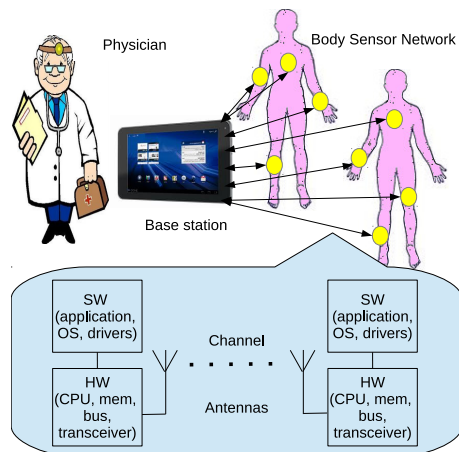 Physician
Body Sensor Network
Base station
SW
(application,
OS, drivers)
HW
(CPU, mem,
bus,
transceiver)
Channel
Antennas
SW
(application,
OS, drivers)
HW
(CPU, mem,
bus,
transceiver)